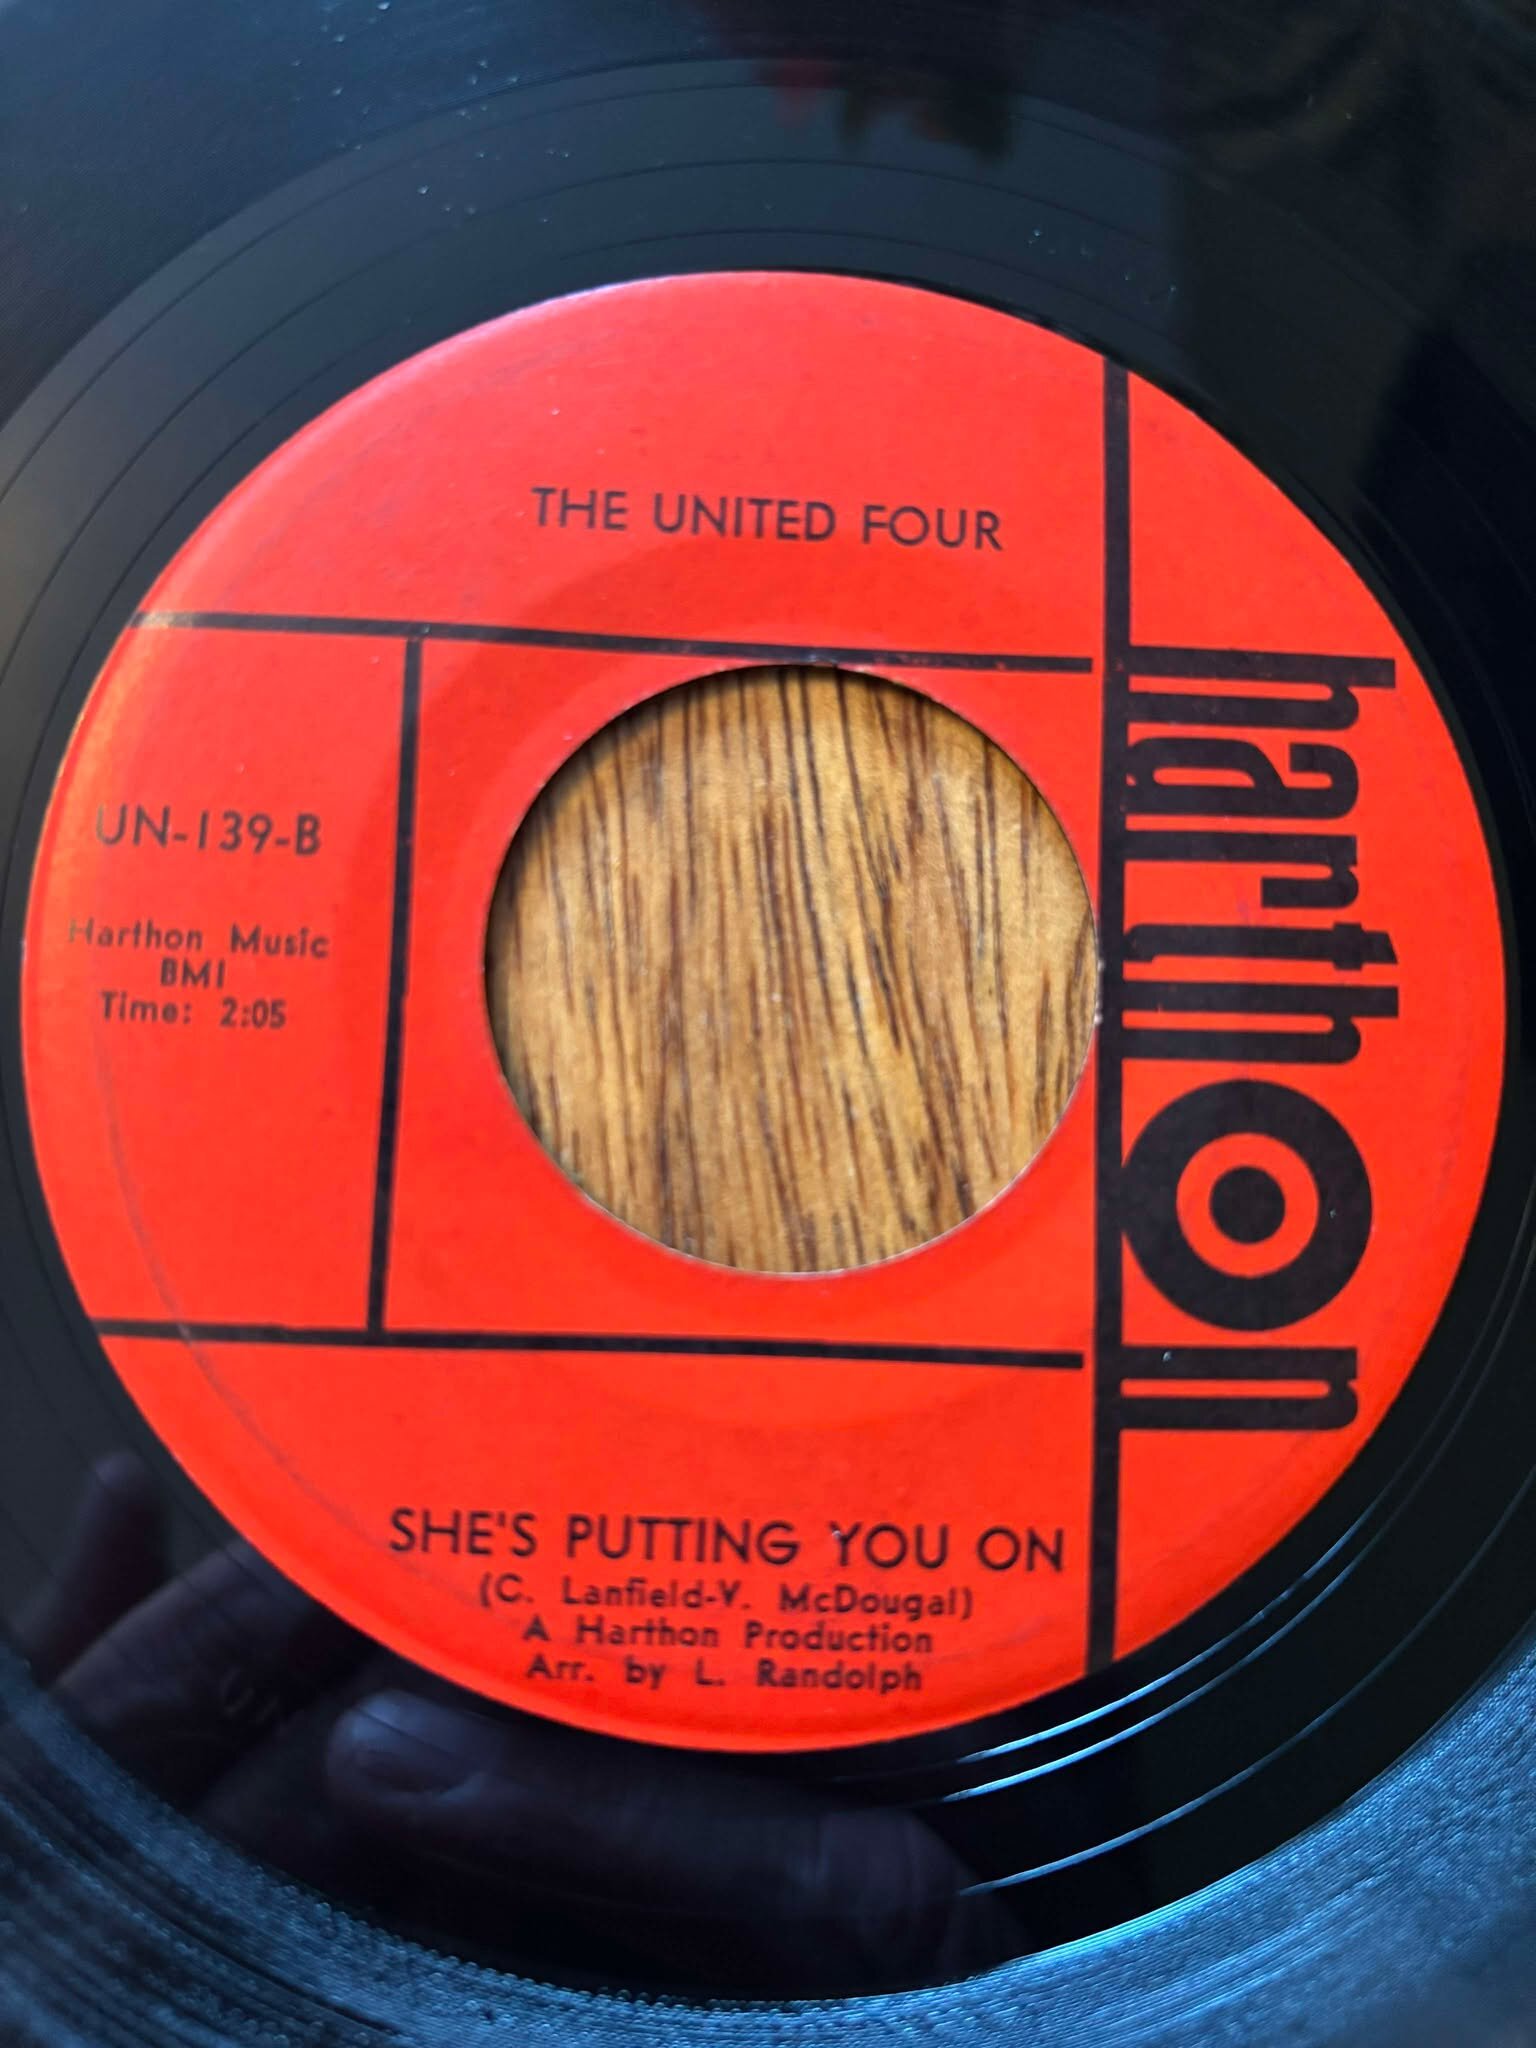 THE UNITED FOUR
harthon
UN-139-B
Harthon Music
BMI
Time: 2:05
SHE'S PUTTING YOU ON
(C. Lanfield-V. McDougal)
A Harthon Production
Arr. by L. Randolph